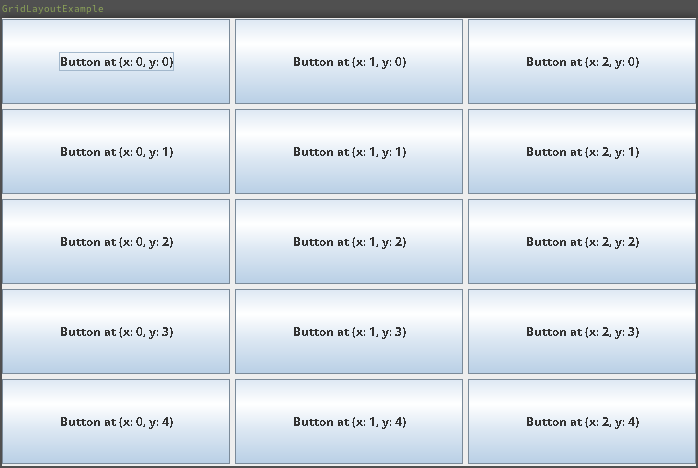 GridLayoutExample
Button at (x: 0, y: 0)
Button at (x: 1, y: 0)
Button at (x: 2, y: 0)
Button at (x: 0, y: 1)
Button at (x: 1, y: 1)
Button at (x: 2, y: 1)
Button at (x: 0, y: 2)
Button at (x: 1, y: 2)
Button at (x: 2, y: 2)
Button at (x: 0, y: 3)
Button at (x: 1, y: 3)
Button at (x: 2, y: 3)
Button at (x: 0, y: 4)
Button at (x: 1, y: 4)
Button at (x: 2, y: 4)